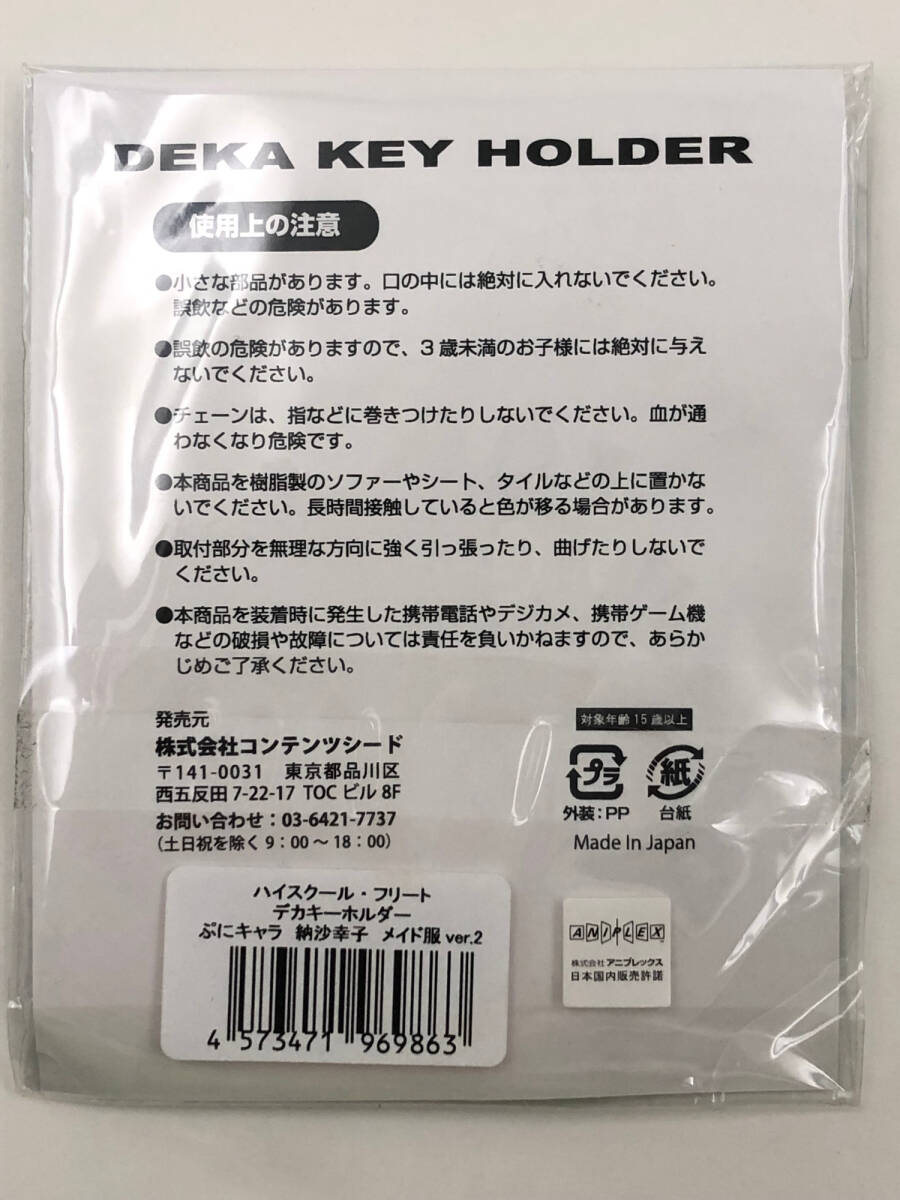 DEKA KEY HOLDER
使用上の注意
●小さな部品があります。口の中には絶対に入れないでください。
誤飲などの危険があります。
●誤飲の危険がありますので、3歳未満のお子様には絶対に与え
ないでください。
●チェーンは、指などに巻きつけたりしないでください。血が通
わなくなり危険です。
●本商品を樹脂製のソファーやシート、タイルなどの上に置かな
いでください。長時間接触していると色が移る場合があります。
●取付部分を無理な方向に強く引っ張ったり、曲げたりしないで
ください。
●本商品を装着時に発生した携帯電話やデジカメ、携帯ゲーム機
などの破損や故障については責任を負いかねますので、あらか
じめご了承ください。
発売元
株式会社コンテンツシード
〒141-0031 東京都品川区
西五反田 7-22-17 TOC ビル 8F
お問い合わせ：03-6421-7737
（土日祝を除く 9：00 〜 18：00）
対象年齢 15 歳以上
プラ
紙
外装：PP
台紙
Made In Japan
ハイスクール・フリート
デカキーホルダー
ぷにキャラ 納沙幸子 メイド服 ver.2
4 573471 969863
ANIPLEX
株式会社 アニプレックス
日本国内販売許諾